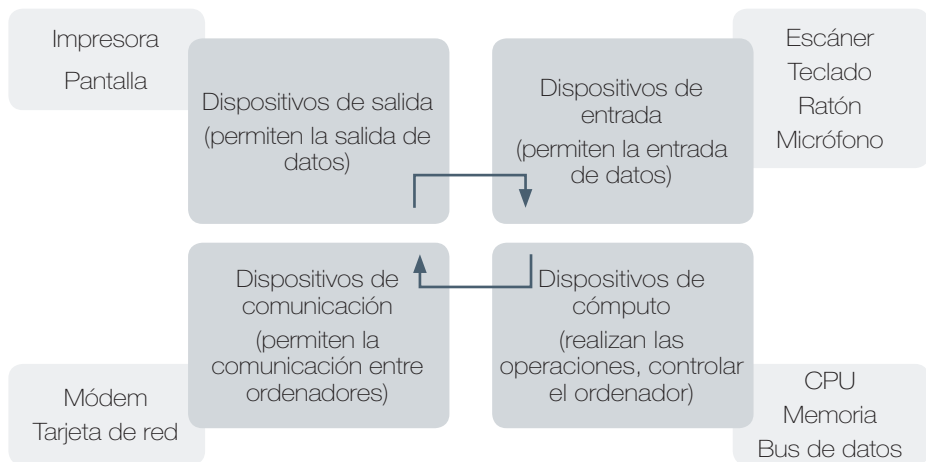 Impresora
Pantalla
Dispositivos de salida
(permiten la salida de
datos)
Dispositivos de
entrada
(permiten la entrada
de datos)
Escáner
Teclado
Ratón
Micrófono
Módem
Tarjeta de red
Dispositivos de
comunicación
(permiten la
comunicación entre
ordenadores)
Dispositivos de
cómputo
(realizan las
operaciones, controlar
el ordenador)
CPU
Memoria
Bus de datos